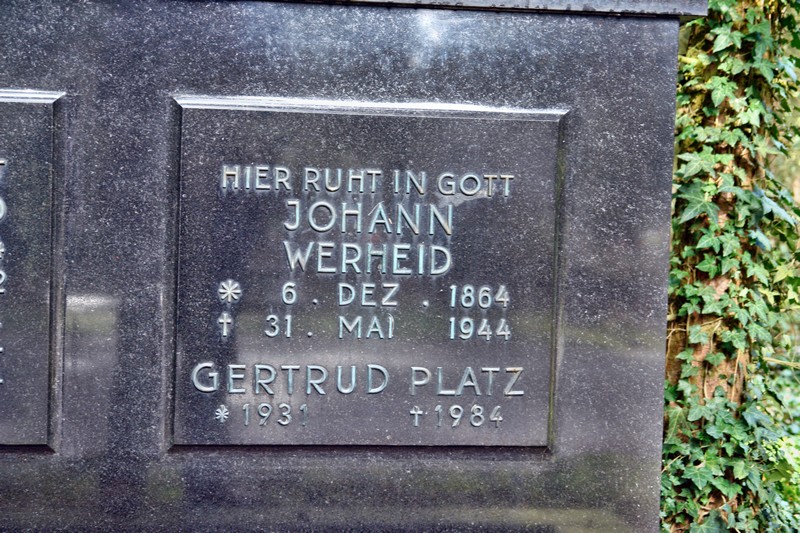 HIER RUHT IN GOTT
JOHANN
WERHEID
* 6 . DEZ . 1864
† 31 . MAI 1944
GERTRUD PLATZ
* 1931 † 1984